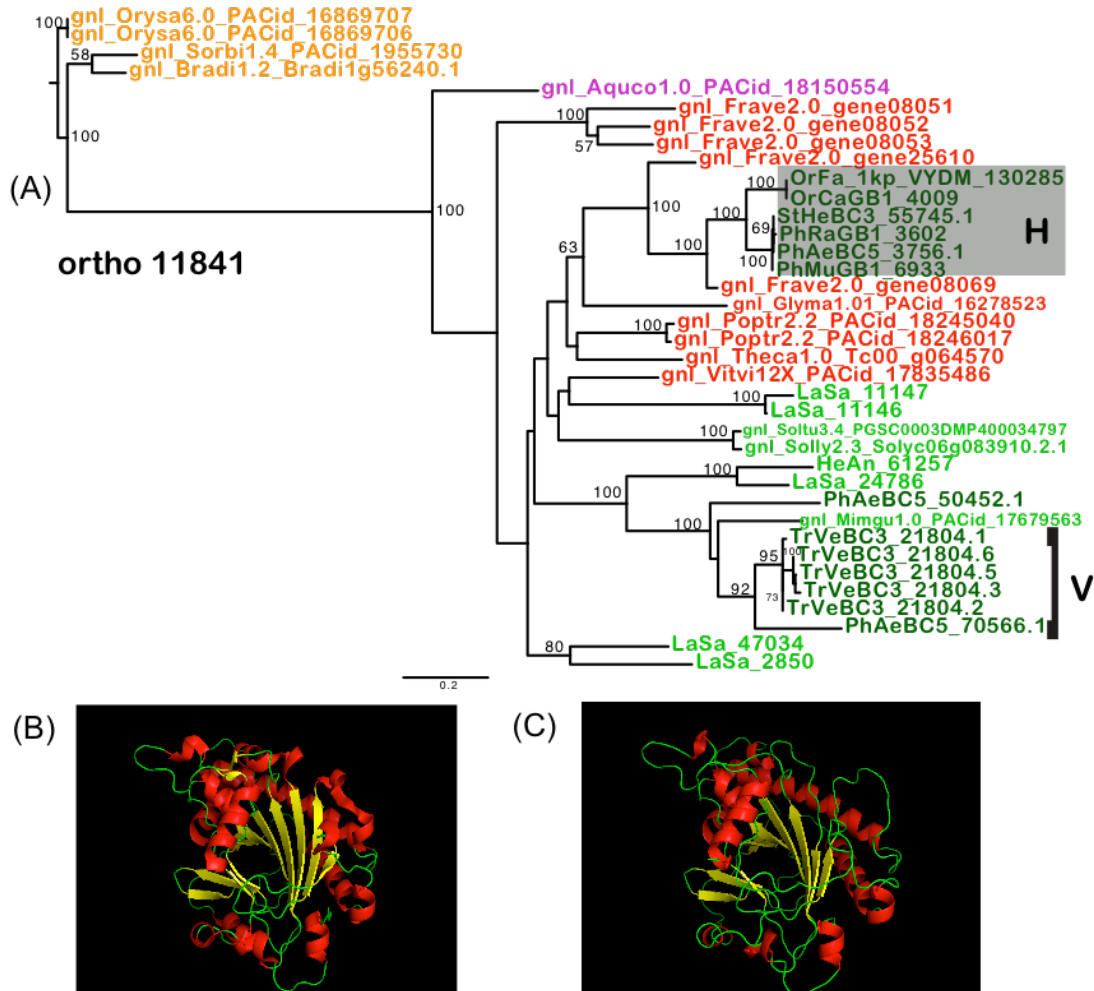 100 gnl_Orysa6.0_PACid_16869707
gnl_Orysa6.0_PACid_16869706
58 gnl_Sorbi1.4_PACid_1955730
gnl_Bradi1.2_Bradi1g56240.1
100
gnl_Aquco1.0_PACid_18150554
100 gnl_Frave2.0_gene08051
gnl_Frave2.0_gene08052
57 gnl_Frave2.0_gene08053
gnl_Frave2.0_gene25610
(A)
100 OrFa_1kp_VYDM_130285
OrCaGB1_4009
100
100
100
69 StHeBC3_55745.1
PhRaGB1_3602
H
63
100
100 PhAeBC5_3756.1
PhMuGB1_6933
ortho 11841
gnl_Frave2.0_gene08069
gnl_Glyma1.01_PACid_16278523
100 gnl_Poptr2.2_PACid_18245040
gnl_Poptr2.2_PACid_18246017
gnl_Theca1.0_Tc00_g064570
gnl_Vitvi12X_PACid_17835486
100 LaSa_11147
LaSa_11146
100 gnl_Soltu3.4_PGSC0003DMP400034797
gnl_Solly2.3_Solyc06g083910.2.1
100 HeAn_61257
LaSa_24786
100
PhAeBC5_50452.1
100
gnl_Mimgu1.0_PACid_17679563
TrVeBC3_21804.1
95 100 TrVeBC3_21804.6
TrVeBC3_21804.5
92 73 TrVeBC3_21804.3
TrVeBC3_21804.2
V
PhAeBC5_70566.1
80 LaSa_47034
LaSa_2850
0.2
(B)
(C)